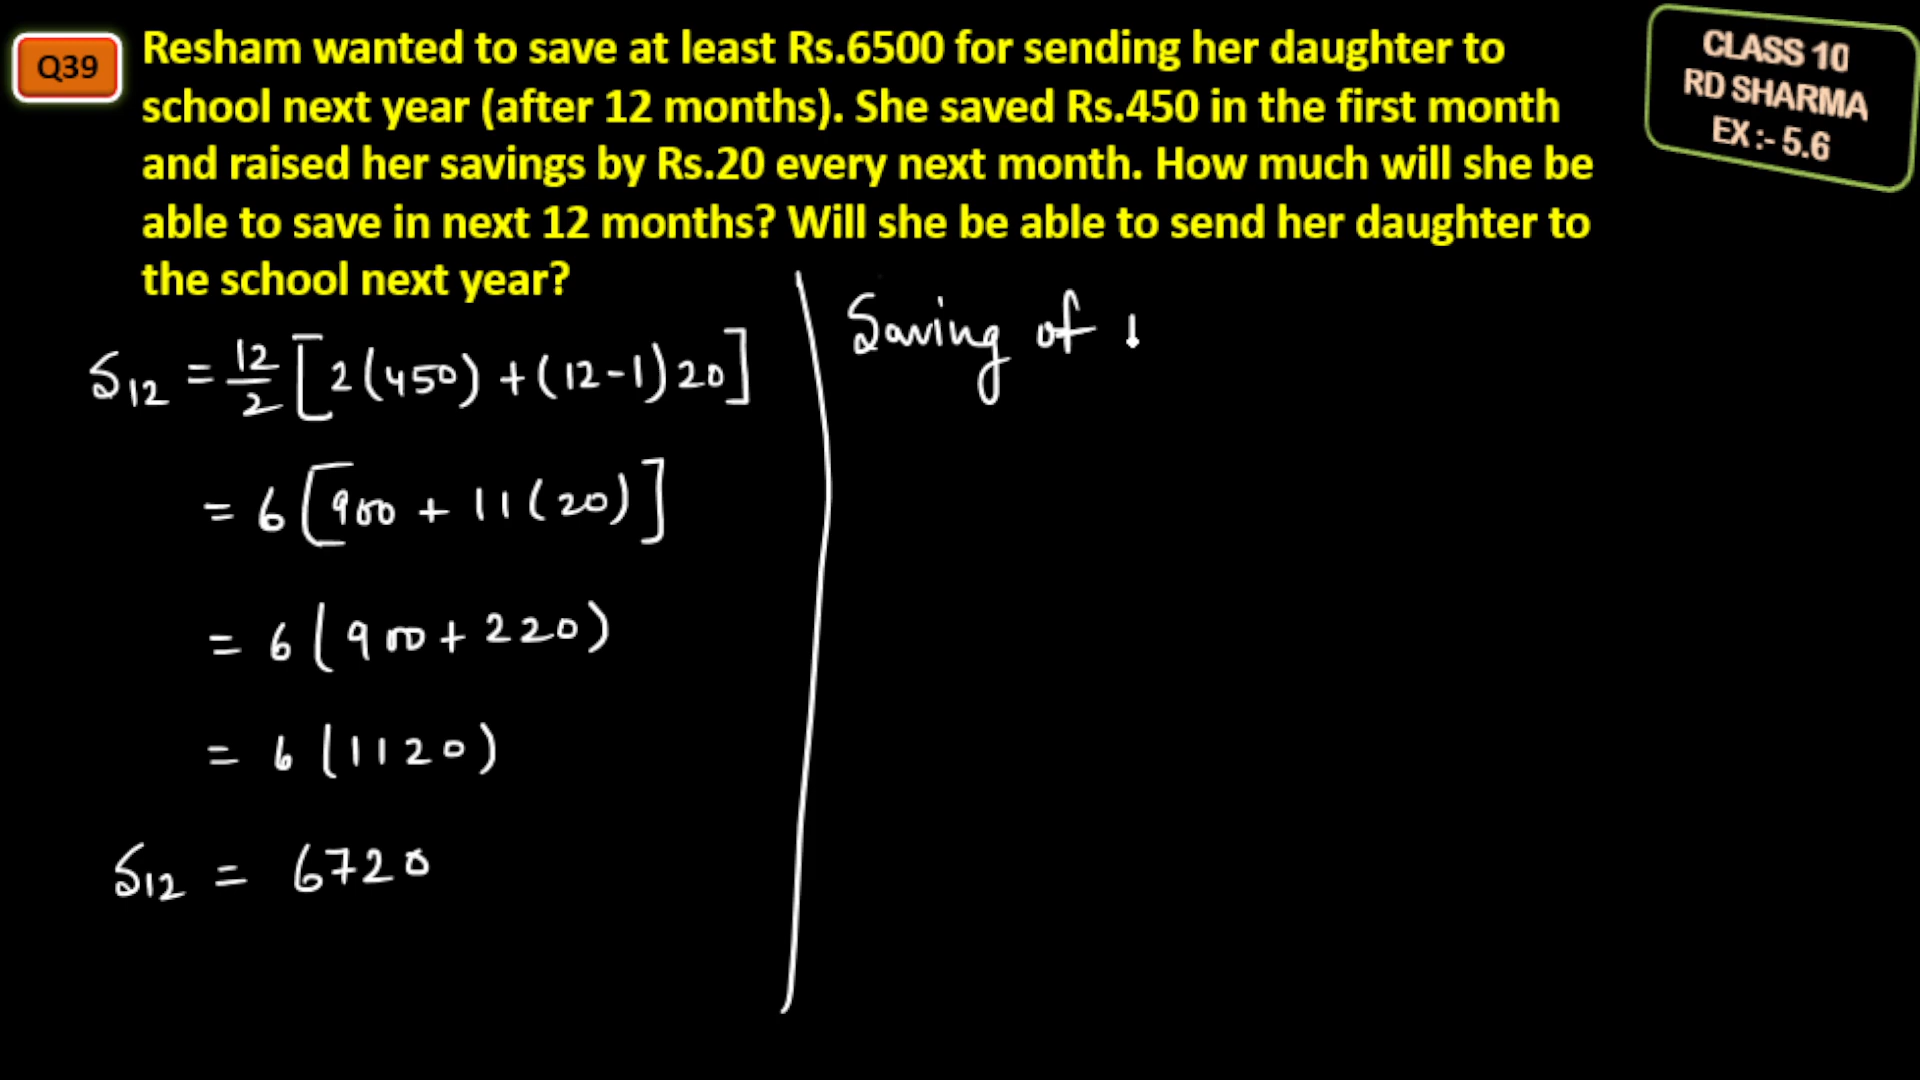 Q39
Resham wanted to save at least Rs.6500 for sending her daughter to
school next year (after 12 months). She saved Rs.450 in the first month
and raised her savings by Rs.20 every next month. How much will she be
able to save in next 12 months? Will she be able to send her daughter to
the school next year?
CLASS 10
RD SHARMA
EX :- 5.6
S₁₂ = 12/2 [2(450) + (12-1)20]
= 6 [900 + 11(20)]
= 6 (900 + 220)
= 6 (1120)
S₁₂ = 6720
Saving of 1